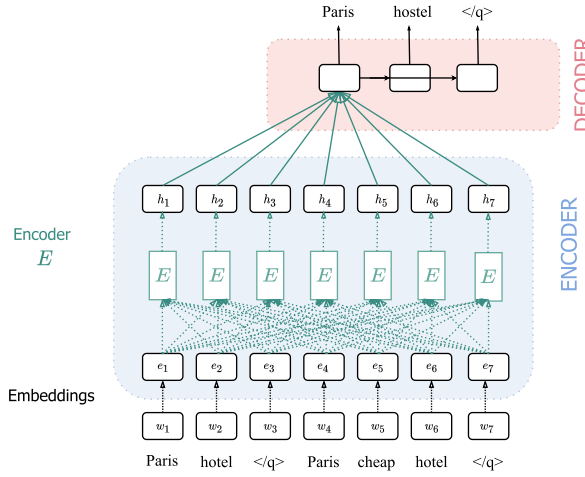 Paris hostel </q>
DECODER
h1 h2 h3 h4 h5 h6 h7
ENCODER
Encoder
E
E E E E E E E
e1 e2 e3 e4 e5 e6 e7
Embeddings
w1 w2 w3 w4 w5 w6 w7
Paris hotel </q> Paris cheap hotel </q>